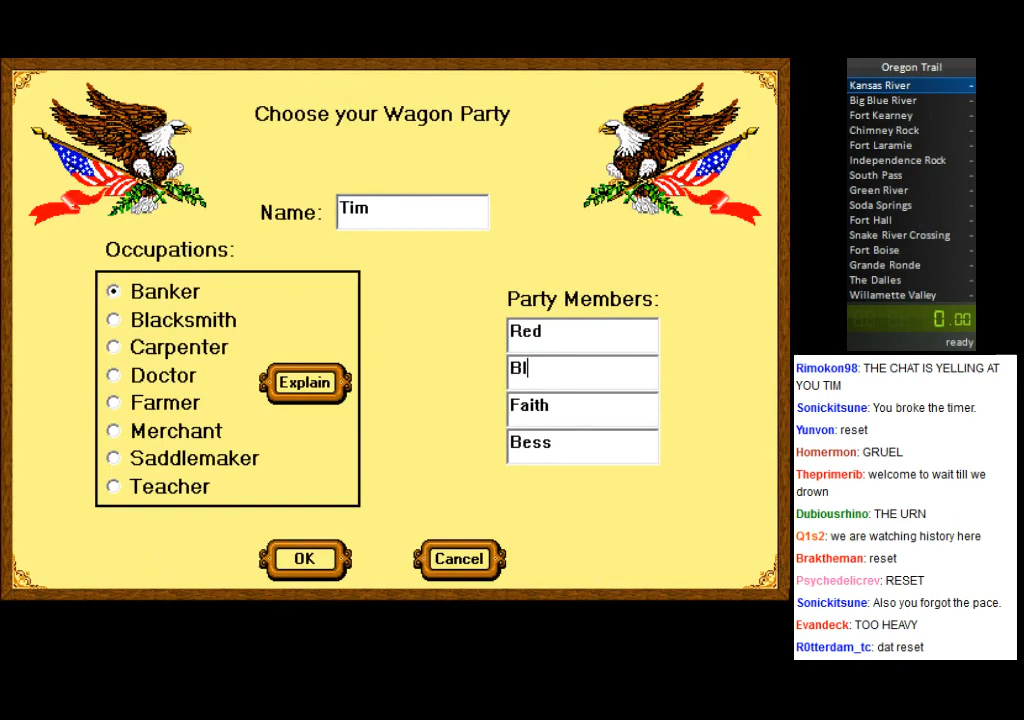 Choose your Wagon Party
Name: Tim
Occupations:
Banker
Blacksmith
Carpenter
Doctor
Farmer
Merchant
Saddlemaker
Teacher
Explain
Party Members:
Red
Bl
Faith
Bess
OK
Cancel
Oregon Trail
Kansas River -
Big Blue River -
Fort Kearney -
Chimney Rock -
Fort Laramie -
Independence Rock -
South Pass -
Green River -
Soda Springs -
Fort Hall -
Snake River Crossing -
Fort Boise -
Grande Ronde -
The Dalles -
Willamette Valley -
0.00
ready
Rimokon98: THE CHAT IS YELLING AT
YOU TIM
Sonickitsune: You broke the timer.
Yunvon: reset
Homermon: GRUEL
Theprimerib: welcome to wait till we
drown
Dubiousrhino: THE URN
Q1s2: we are watching history here
Braktheman: reset
Psychedelicrev: RESET
Sonickitsune: Also you forgot the pace.
Evandeck: TOO HEAVY
R0tterdam_tc: dat reset